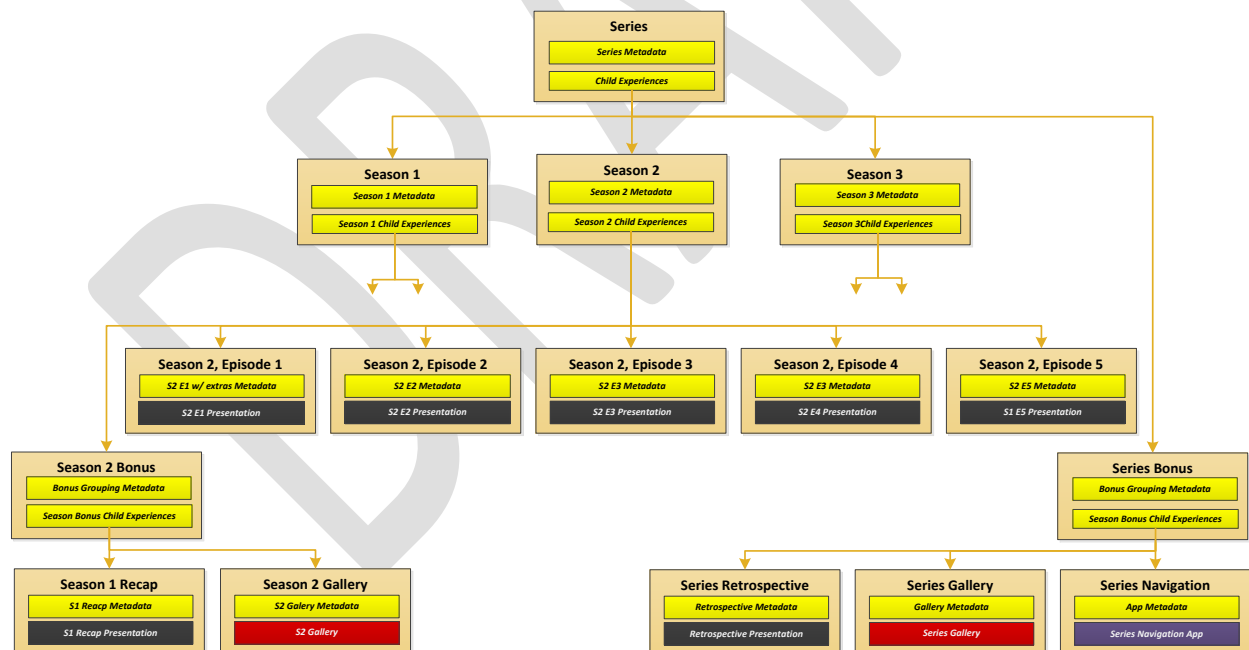 Series
Series Metadata
Child Experiences
Season 1
Season 1 Metadata
Season 1 Child Experiences
Season 2
Season 2 Metadata
Season 2 Child Experiences
Season 3
Season 3 Metadata
Season 3Child Experiences
Season 2, Episode 1
S2 E1 w/ extras Metadata
S2 E1 Presentation
Season 2, Episode 2
S2 E2 Metadata
S2 E2 Presentation
Season 2, Episode 3
S2 E3 Metadata
S2 E3 Presentation
Season 2, Episode 4
S2 E3 Metadata
S2 E4 Presentation
Season 2, Episode 5
S2 E5 Metadata
S1 E5 Presentation
Season 2 Bonus
Bonus Grouping Metadata
Season Bonus Child Experiences
Series Bonus
Bonus Grouping Metadata
Season Bonus Child Experiences
Season 1 Recap
S1 Reacp Metadata
S1 Recap Presentation
Season 2 Gallery
S2 Galery Metadata
S2 Gallery
Series Retrospective
Retrospective Metadata
Retrospective Presentation
Series Gallery
Gallery Metadata
Series Gallery
Series Navigation
App Metadata
Series Navigation App